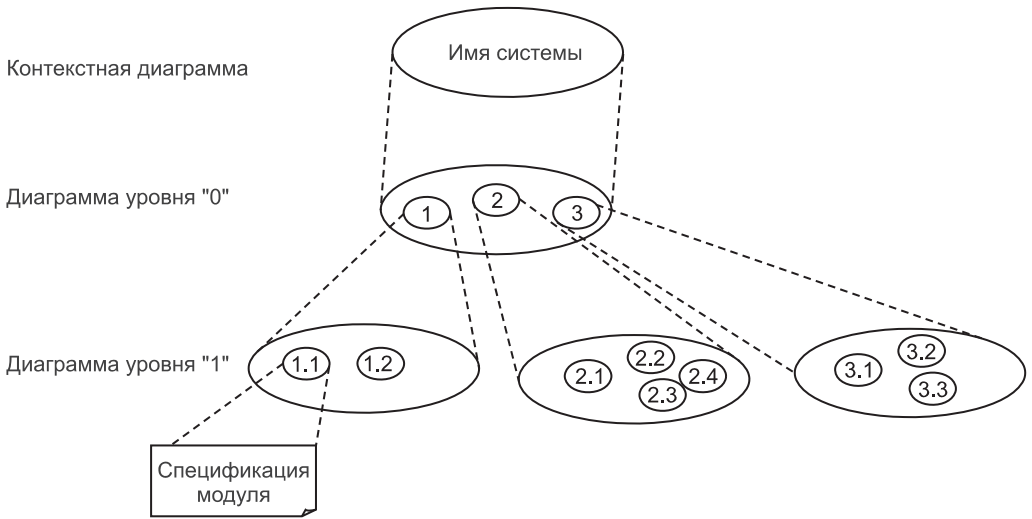 Имя системы
Контекстная диаграмма
Диаграмма уровня "0"
1
2
3
Диаграмма уровня "1"
1.1
1.2
2.1
2.2
2.3
2.4
3.1
3.2
3.3
Спецификация
модуля